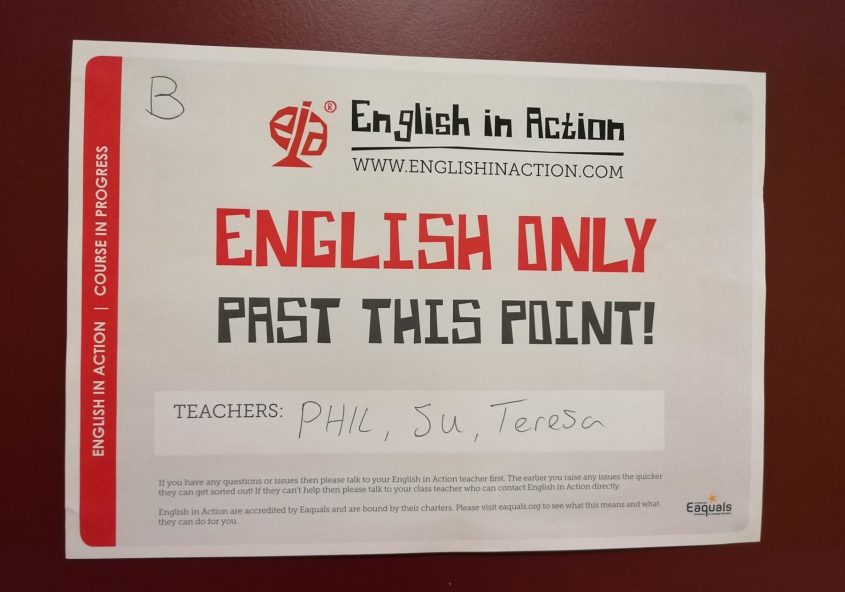 B
eia®
English in Action
WWW.ENGLISHINACTION.COM
ENGLISH ONLY
PAST THIS POINT!
TEACHERS: PHIL, Su, Teresa
If you have any questions or issues then please talk to your English in Action teacher first. The earlier you raise any issues the quicker
they can get sorted out! If they can't help then please talk to your class teacher who can contact English in Action directly.
English in Action are accredited by Eaquals and are bound by their charters. Please visit eaquals.org to see what this means and what
they can do for you.
Eaquals
ENGLISH IN ACTION | COURSE IN PROGRESS